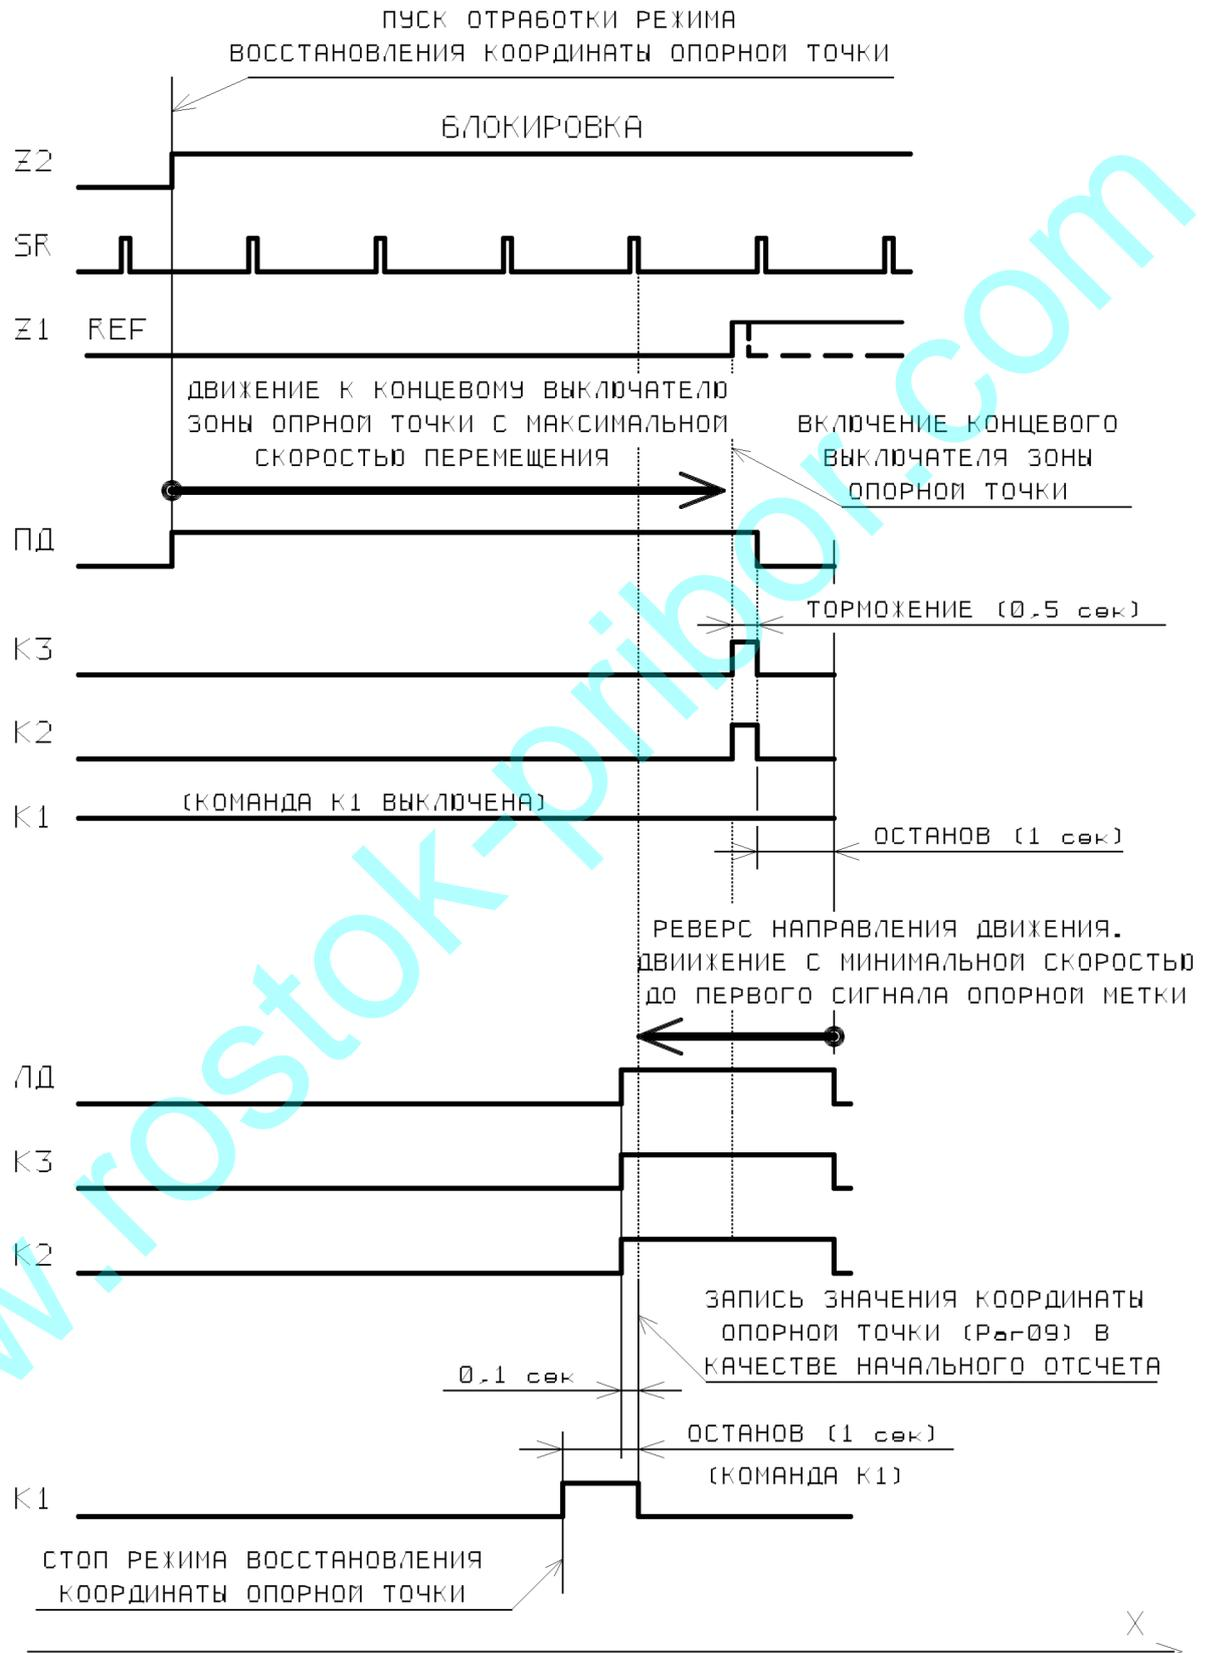 ПУСК ОТРАБОТКИ РЕЖИМА
ВОССТАНОВЛЕНИЯ КООРДИНАТЫ ОПОРНОЙ ТОЧКИ
БЛОКИРОВКА
Z2
SR
Z1 REF
ДВИЖЕНИЕ К КОНЦЕВОМУ ВЫКЛЮЧАТЕЛЮ
ЗОНЫ ОПРНОЙ ТОЧКИ С МАКСИМАЛЬНОЙ
СКОРОСТЬЮ ПЕРЕМЕЩЕНИЯ
ВКЛЮЧЕНИЕ КОНЦЕВОГО
ВЫКЛЮЧАТЕЛЯ ЗОНЫ
ОПОРНОЙ ТОЧКИ
ПД
ТОРМОЖЕНИЕ (0,5 сек)
К3
К2
(КОМАНДА К1 ВЫКЛЮЧЕНА)
К1
ОСТАНОВ (1 сек)
РЕВЕРС НАПРАВЛЕНИЯ ДВИЖЕНИЯ.
ДВИИЖЕНИЕ С МИНИМАЛЬНОЙ СКОРОСТЬЮ
ДО ПЕРВОГО СИГНАЛА ОПОРНОЙ МЕТКИ
ЛД
К3
К2
ЗАПИСЬ ЗНАЧЕНИЯ КООРДИНАТЫ
ОПОРНОЙ ТОЧКИ (Par09) В
КАЧЕСТВЕ НАЧАЛЬНОГО ОТСЧЕТА
0,1 сек
ОСТАНОВ (1 сек)
(КОМАНДА К1)
К1
СТОП РЕЖИМА ВОССТАНОВЛЕНИЯ
КООРДИНАТЫ ОПОРНОЙ ТОЧКИ
X
w.rostok-pribor.com